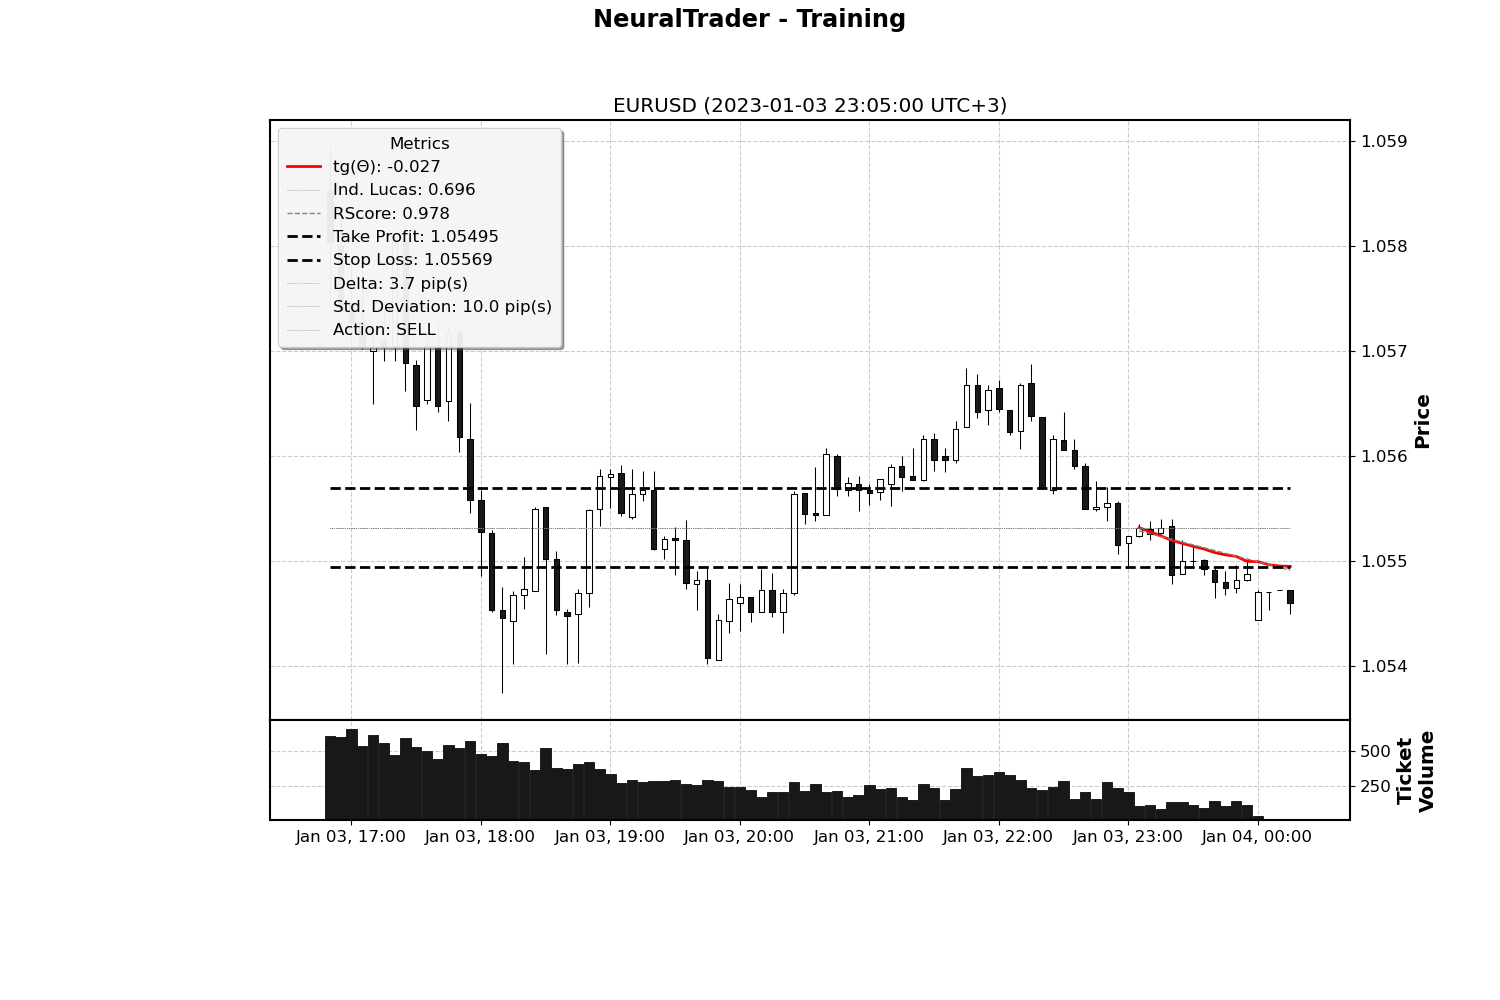 NeuralTrader - Training
EURUSD (2023-01-03 23:05:00 UTC+3)
Metrics
tg(Θ): -0.027
Ind. Lucas: 0.696
RScore: 0.978
Take Profit: 1.05495
Stop Loss: 1.05569
Delta: 3.7 pip(s)
Std. Deviation: 10.0 pip(s)
Action: SELL
1.059
1.058
1.057
1.056
1.055
1.054
Price
500
250
Ticket
Volume
Jan 03, 17:00
Jan 03, 18:00
Jan 03, 19:00
Jan 03, 20:00
Jan 03, 21:00
Jan 03, 22:00
Jan 03, 23:00
Jan 04, 00:00